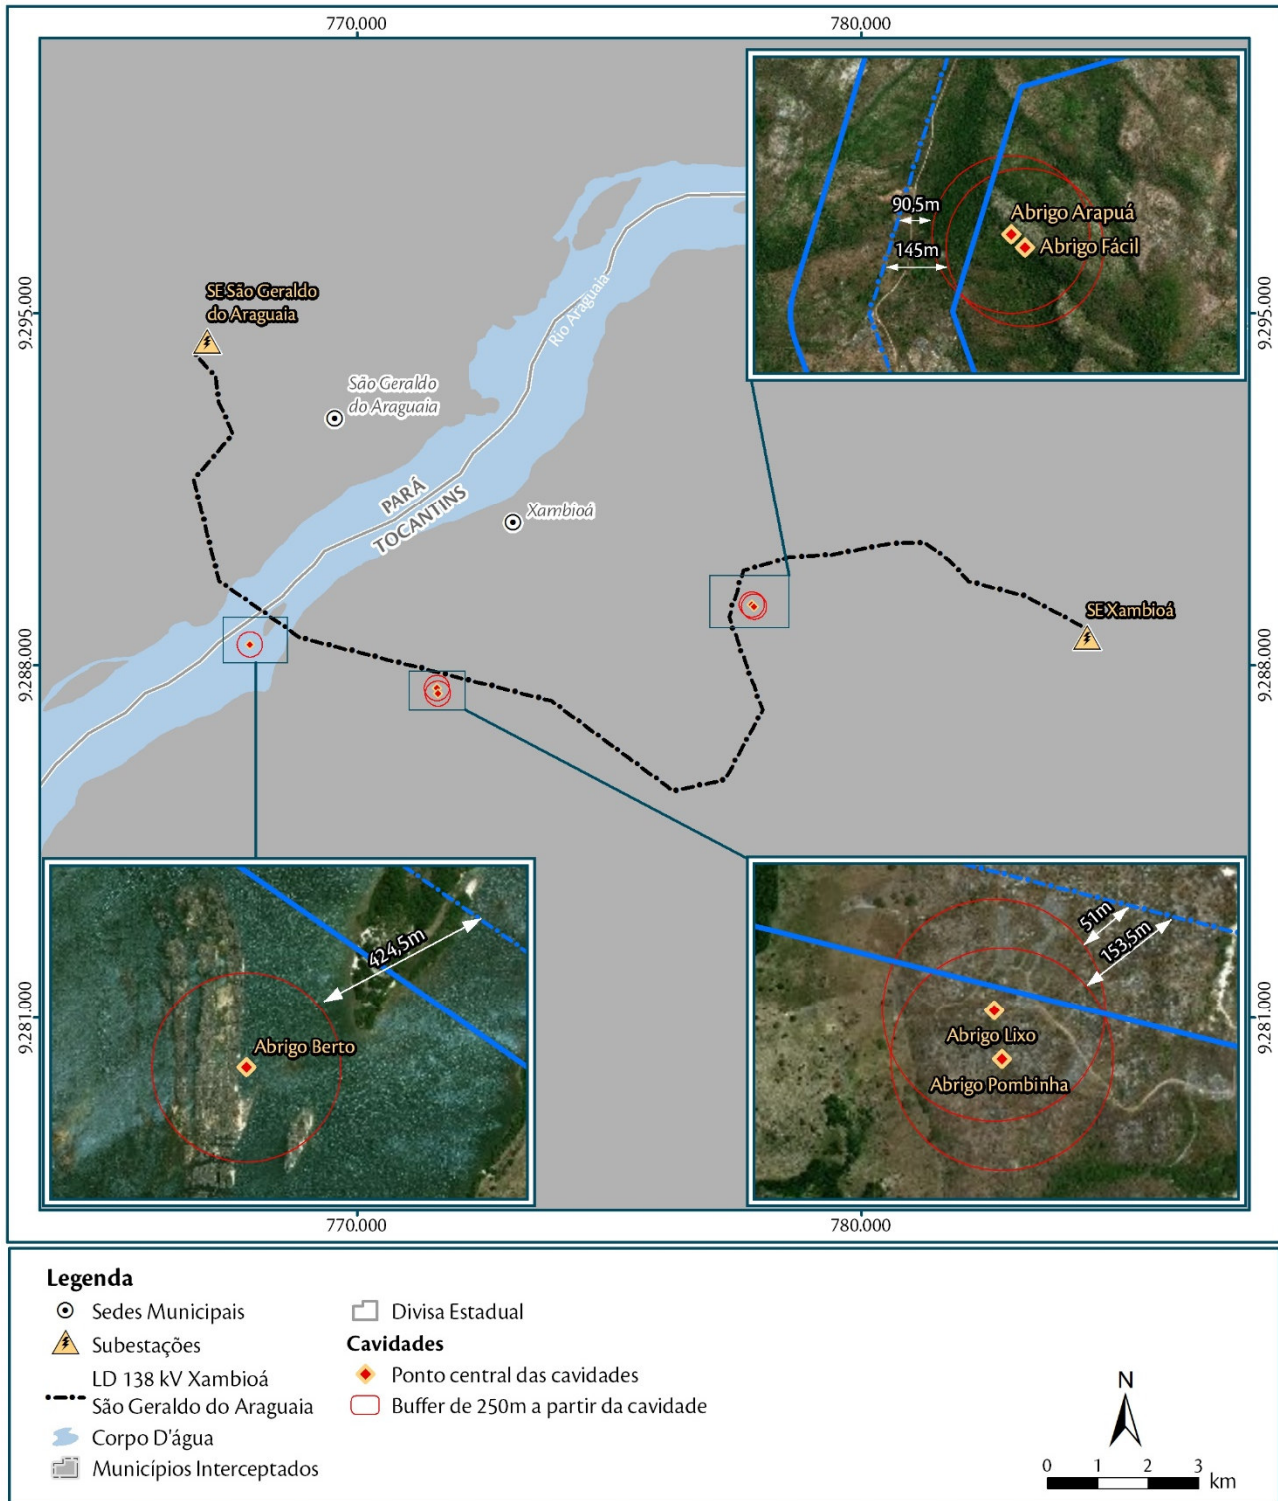 770.000
780.000
9.295.000
9.295.000
Abrigo Arapuá
Abrigo Fácil
90,5m
145m
SE São Geraldo
do Araguaia
São Geraldo
do Araguaia
Rio Araguaia
PARÁ
TOCANTINS
Xambioá
SE Xambioá
9.288.000
9.288.000
424,5m
Abrigo Berto
51m
153,5m
Abrigo Lixo
Abrigo Pombinha
9.281.000
9.281.000
770.000
780.000
Legenda
Sedes Municipais
Subestações
LD 138 kV Xambioá
São Geraldo do Araguaia
Corpo D'água
Municípios Interceptados
Divisa Estadual
Cavidades
Ponto central das cavidades
Buffer de 250m a partir da cavidade
N
0 1 2 3
km